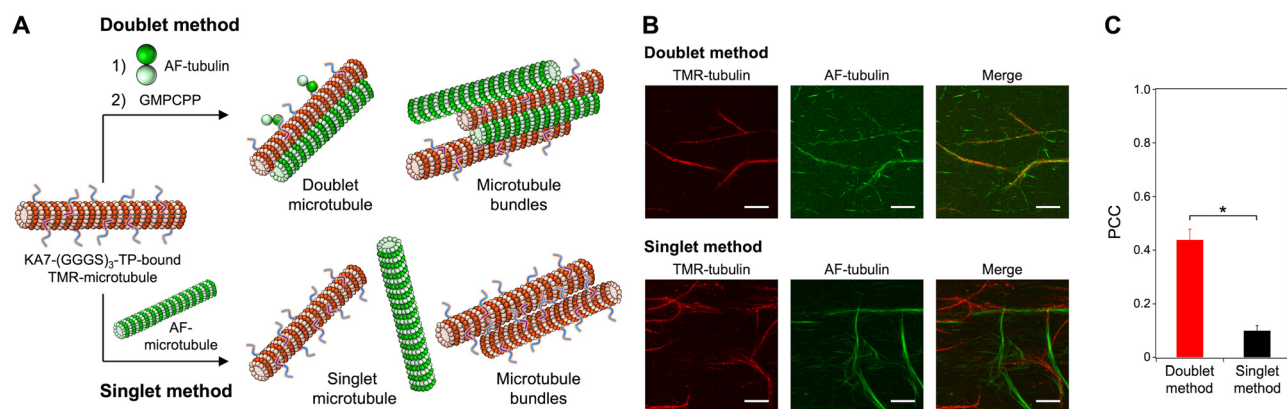 A
Doublet method
1) AF-tubulin
2) GMPCPP
Doublet
microtubule
Microtubule
bundles
KA7-(GGGS)₃-TP-bound
TMR-microtubule
AF-
microtubule
Singlet method
Singlet
microtubule
Microtubule
bundles
B
Doublet method
TMR-tubulin AF-tubulin Merge
Singlet method
TMR-tubulin AF-tubulin Merge
C
1.0
0.8
0.6
*
0.4
0.2
0
PCC
Doublet
method
Singlet
method